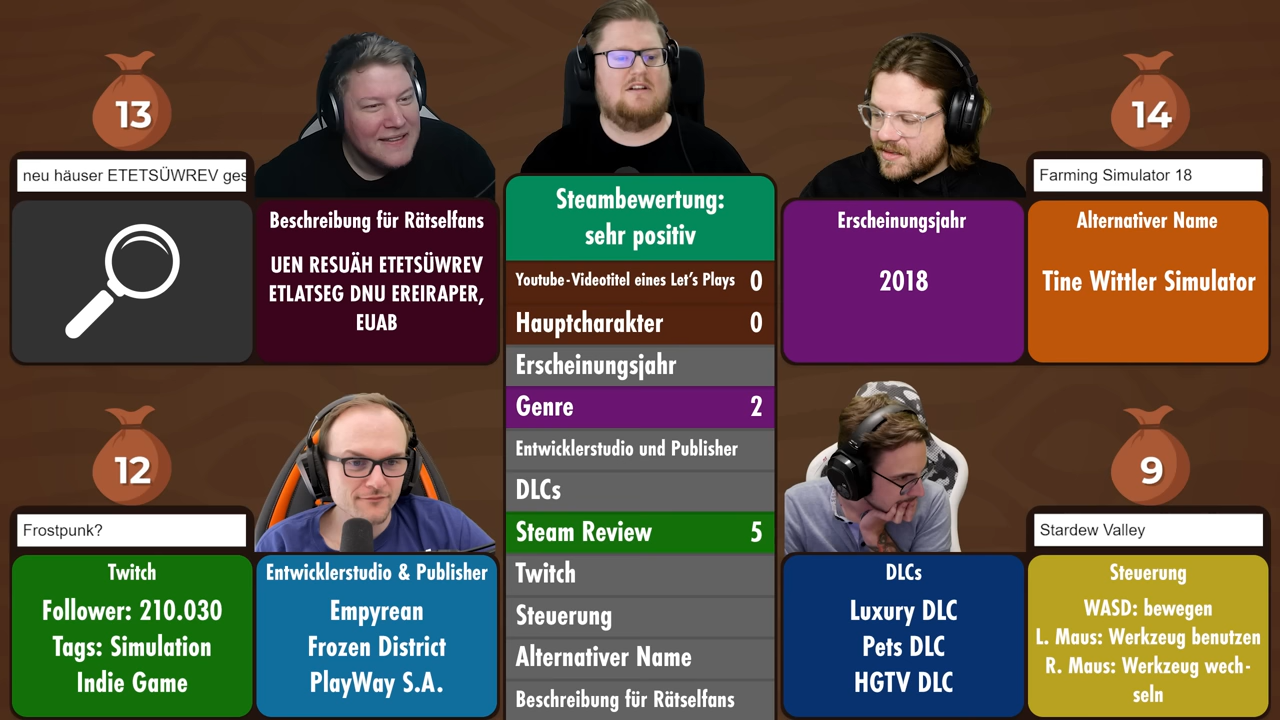 13
neu häuser ETETSÜWREV ges
Beschreibung für Rätselfans
UEN RESUÄH ETETSÜWREV
ETLATSEG DNU EREIRAPER,
EUAB
Steambewertung:
sehr positiv
Youtube-Videotitel eines Let's Plays 0
Hauptcharakter 0
Erscheinungsjahr
Genre 2
Entwicklerstudio und Publisher
DLCs
Steam Review 5
Twitch
Steuerung
Alternativer Name
Beschreibung für Rätselfans
14
Farming Simulator 18
Erscheinungsjahr
2018
Alternativer Name
Tine Wittler Simulator
12
Frostpunk?
Twitch
Follower: 210.030
Tags: Simulation
Indie Game
Entwicklerstudio & Publisher
Empyrean
Frozen District
PlayWay S.A.
9
Stardew Valley
DLCs
Luxury DLC
Pets DLC
HGTV DLC
Steuerung
WASD: bewegen
L. Maus: Werkzeug benutzen
R. Maus: Werkzeug wech-
seln